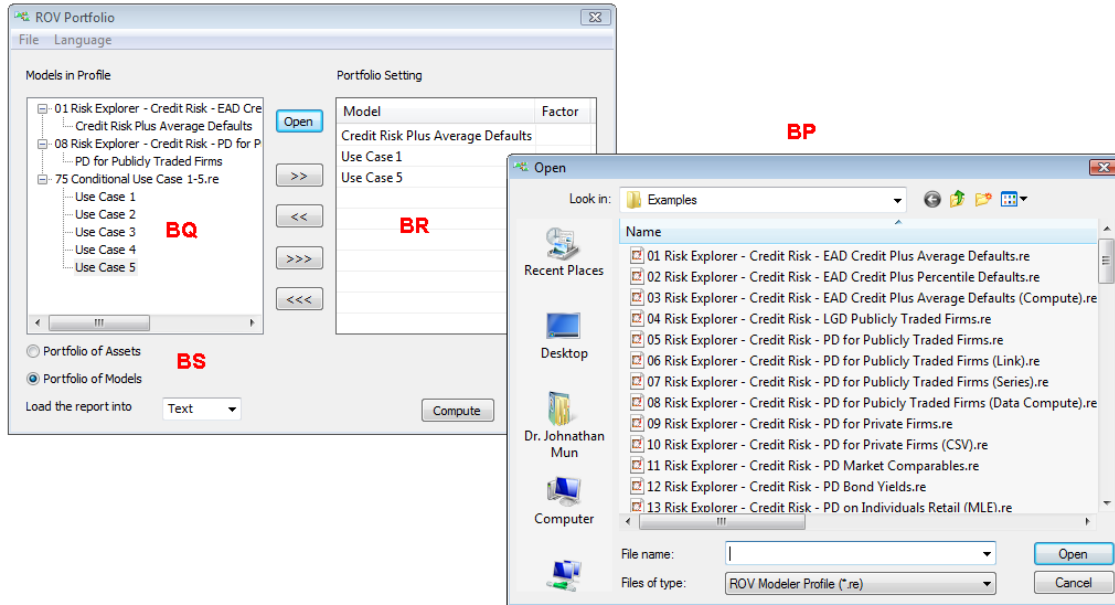 ROV Portfolio
File Language
Models in Profile
01 Risk Explorer - Credit Risk - EAD Cre
Credit Risk Plus Average Defaults
08 Risk Explorer - Credit Risk - PD for P
PD for Publicly Traded Firms
75 Conditional Use Case 1-5.re
Use Case 1
Use Case 2
Use Case 3
Use Case 4
Use Case 5
BQ
Open
>>
<<
>>>
<<<
Portfolio Setting
Model Factor
Credit Risk Plus Average Defaults
Use Case 1
Use Case 5
BR
Portfolio of Assets
BS
Portfolio of Models
Load the report into Text
Compute
BP
Open
Look in: Examples
Recent Places
Desktop
Dr. Johnathan
Mun
Computer
Name
01 Risk Explorer - Credit Risk - EAD Credit Plus Average Defaults.re
02 Risk Explorer - Credit Risk - EAD Credit Plus Percentile Defaults.re
03 Risk Explorer - Credit Risk - EAD Credit Plus Average Defaults (Compute).re
04 Risk Explorer - Credit Risk - LGD Publicly Traded Firms.re
05 Risk Explorer - Credit Risk - PD for Publicly Traded Firms.re
06 Risk Explorer - Credit Risk - PD for Publicly Traded Firms (Link).re
07 Risk Explorer - Credit Risk - PD for Publicly Traded Firms (Series).re
08 Risk Explorer - Credit Risk - PD for Pubicly Traded Firms (Data Compute).re
09 Risk Explorer - Credit Risk - PD for Private Firms.re
10 Risk Explorer - Credit Risk - PD for Private Firms (CSV).re
11 Risk Explorer - Credit Risk - PD Market Comparables.re
12 Risk Explorer - Credit Risk - PD Bond Yields.re
13 Risk Explorer - Credit Risk - PD on Individuals Retail (MLE).re
File name:
Open
Files of type: ROV Modeler Profile (*.re)
Cancel